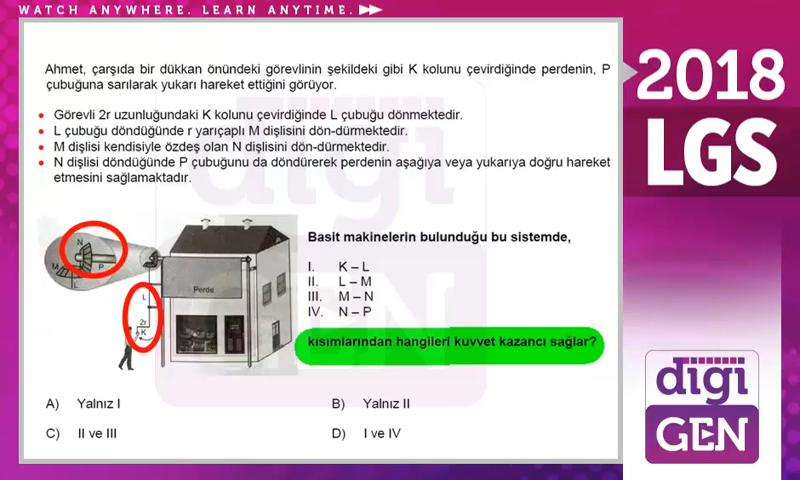 WATCH ANYWHERE. LEARN ANYTIME.
Ahmet, çarşıda bir dükkan önündeki görevlinin şekildeki gibi K kolunu çevirdiğinde perdenin, P
çubuğuna sarılarak yukarı hareket ettiğini görüyor.
• Görevli 2r uzunluğundaki K kolunu çevirdiğinde L çubuğu dönmektedir.
• L çubuğu döndüğünde r yarıçaplı M dişlisini dön-dürmektedir.
• M dişlisi kendisiyle özdeş olan N dişlisini dön-dürmektedir.
• N dişlisi döndüğünde P çubuğunu da döndürerek perdenin aşağıya veya yukarıya doğru hareket
etmesini sağlamaktadır.
N
M
P
L
Perde
L
2r
K
Basit makinelerin bulunduğu bu sistemde,
I. K – L
II. L – M
III. M – N
IV. N – P
kısımlarından hangileri kuvvet kazancı sağlar?
A) Yalnız I
B) Yalnız II
C) II ve III
D) I ve IV
2018
LGS
digi
GEN
digi
GEN